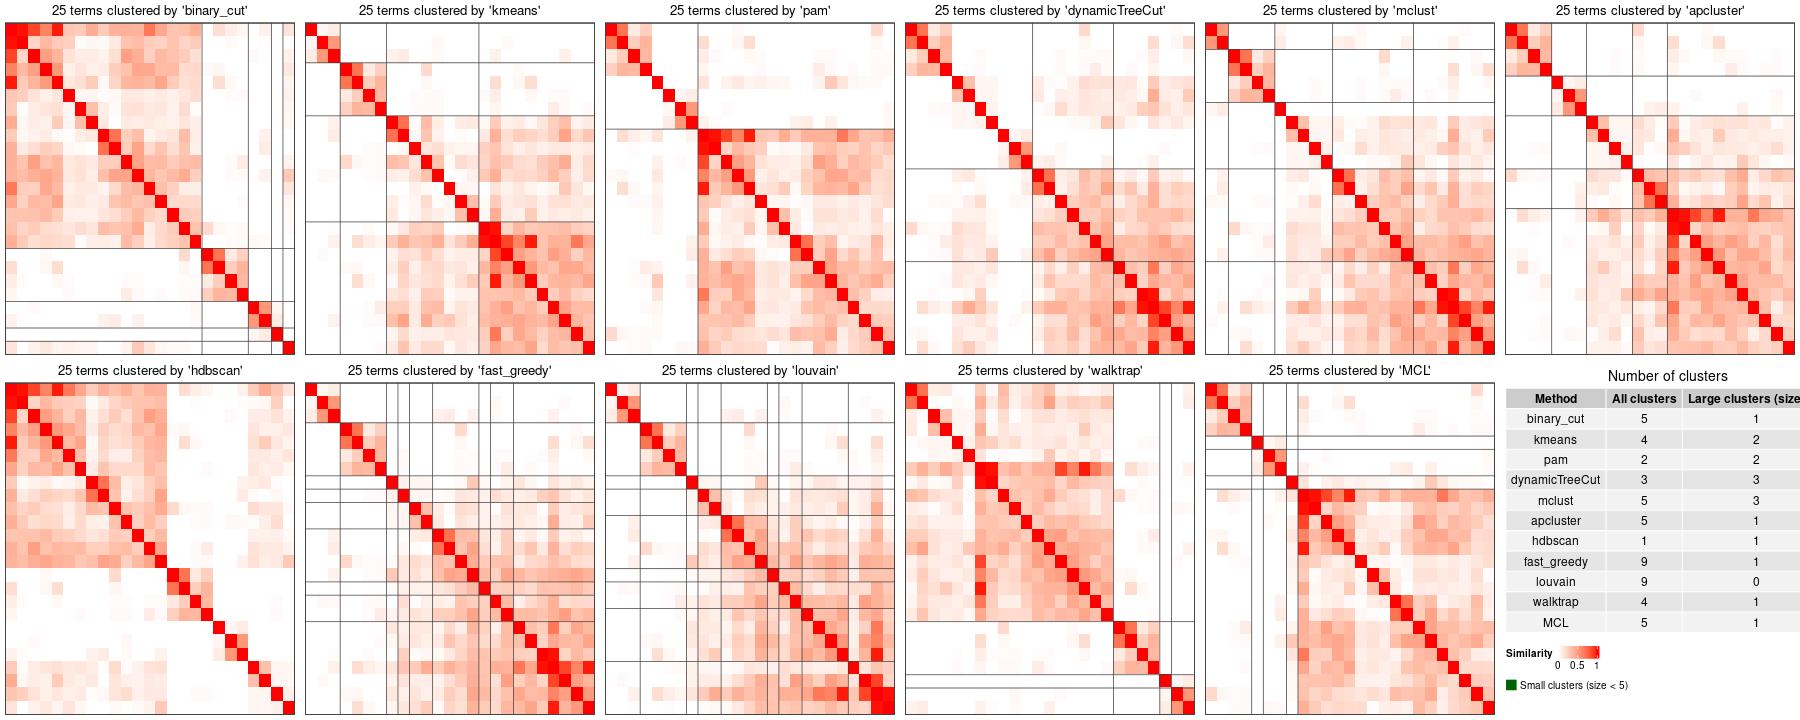 25 terms clustered by 'binary_cut'
25 terms clustered by 'kmeans'
25 terms clustered by 'pam'
25 terms clustered by 'dynamicTreeCut'
25 terms clustered by 'mclust'
25 terms clustered by 'apcluster'
25 terms clustered by 'hdbscan'
25 terms clustered by 'fast_greedy'
25 terms clustered by 'louvain'
25 terms clustered by 'walktrap'
25 terms clustered by 'MCL'
Number of clusters
Method All clusters Large clusters (size
binary_cut 5 1
kmeans 4 2
pam 2 2
dynamicTreeCut 3 3
mclust 5 3
apcluster 5 1
hdbscan 1 1
fast_greedy 9 1
louvain 9 0
walktrap 4 1
MCL 5 1
Similarity
0 0.5 1
Small clusters (size < 5)